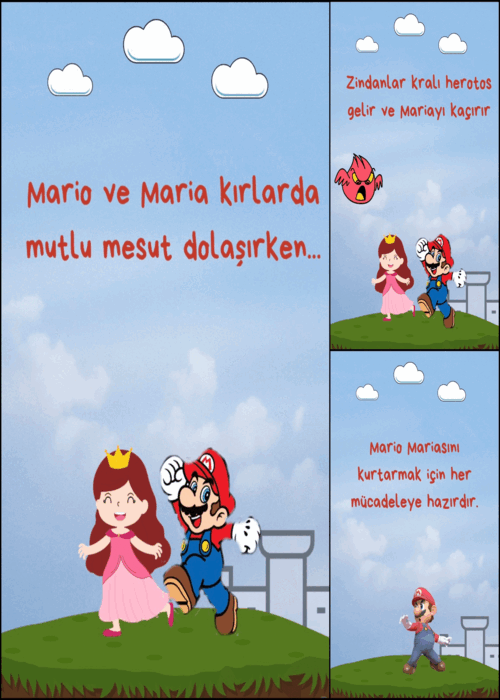 Mario ve Maria kırlarda
mutlu mesut dolaşırken...
Zindanlar kralı herotos
gelir ve Mariayı kaçırır
Mario Mariasını
kurtarmak için her
mücadeleye hazırdır.